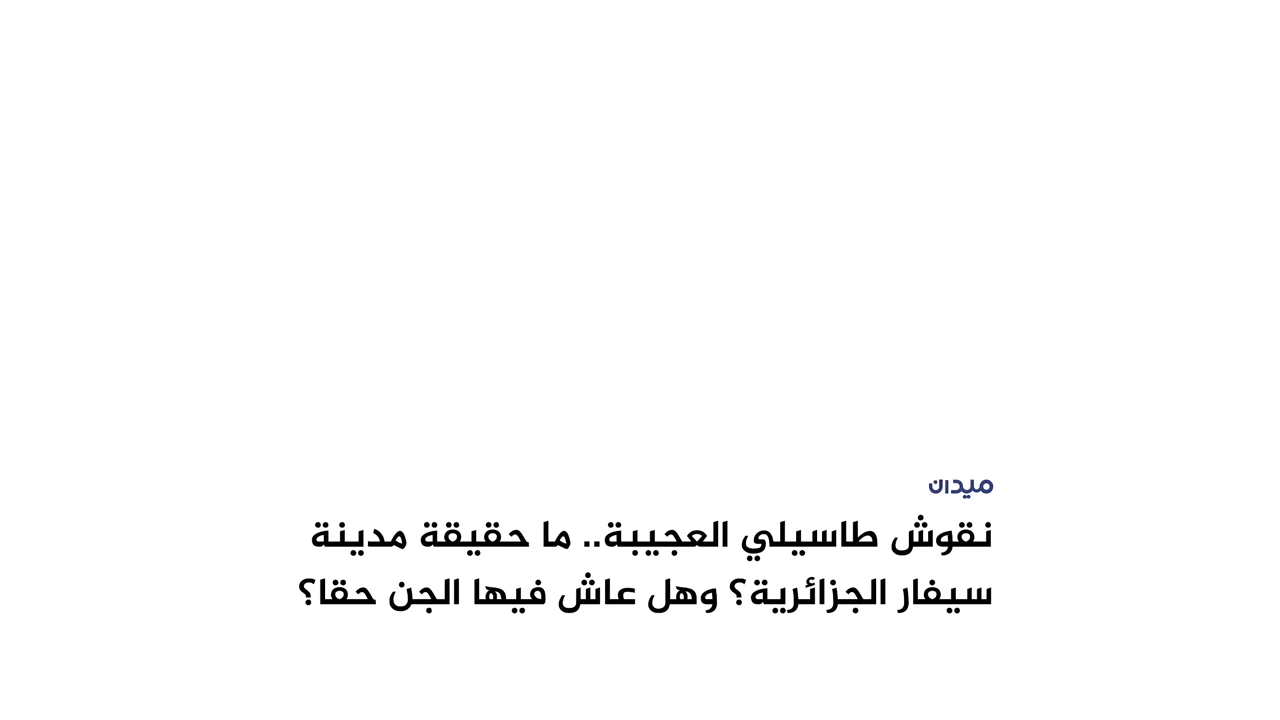 ميدان
نقوش طاسيلي العجيبة.. ما حقيقة مدينة
سيفار الجزائرية؟ وهل عاش فيها الجن حقا؟